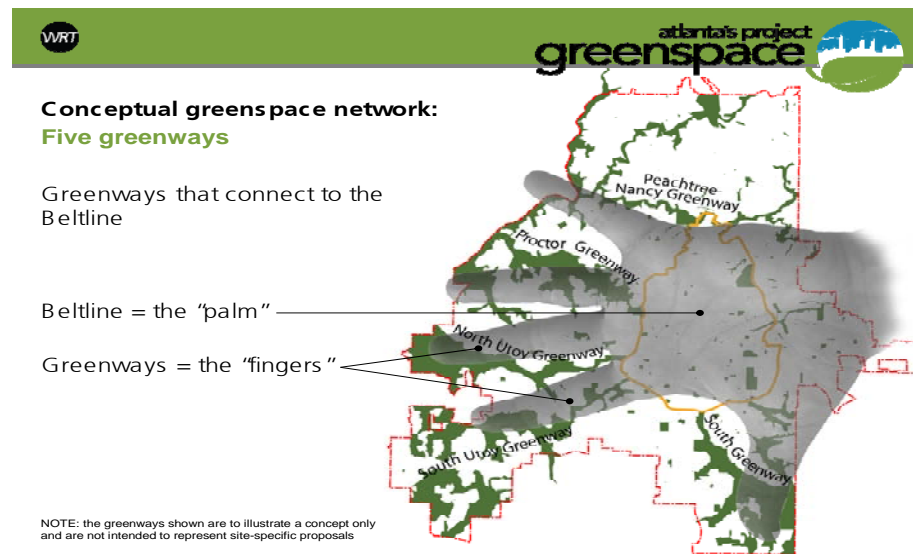 WRT
atlanta's project
greenspace
Conceptual greenspace network:
Five greenways
Greenways that connect to the
Beltline
Beltline = the "palm"
Greenways = the "fingers"
Peachtree
Nancy Greenway
Proctor Greenway
North Utoy Greenway
South Utoy Greenway
South Greenway
NOTE: the greenways shown are to illustrate a concept only
and are not intended to represent site-specific proposals